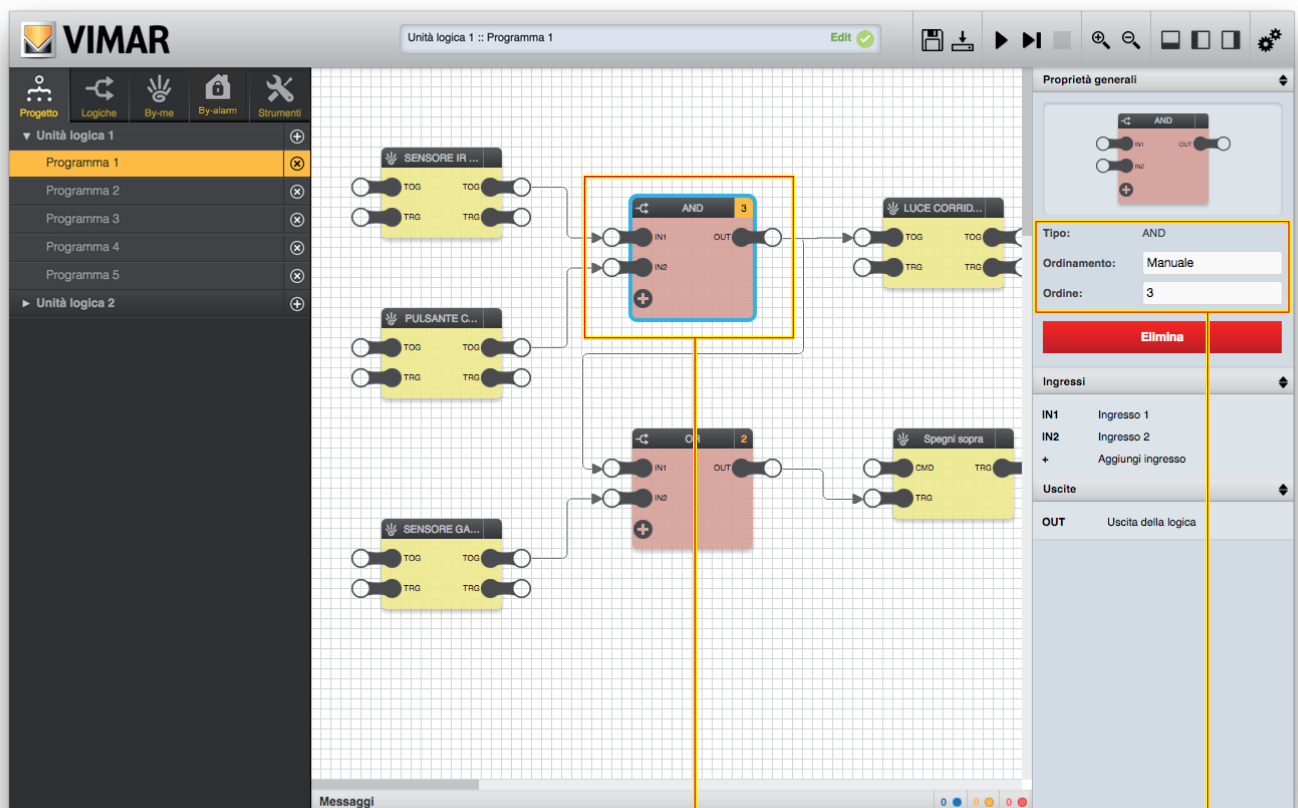 VIMAR
Unità logica 1 :: Programma 1
Edit
Progetto
Logiche
By-me
By-alarm
Strumenti
Unità logica 1
Programma 1
Programma 2
Programma 3
Programma 4
Programma 5
Unità logica 2
SENSORE IR ...
TOG TOG
TRG TRG
PULSANTE C...
TOG TOG
TRG TRG
SENSORE GA...
TOG TOG
TRG TRG
AND 3
IN1 OUT
IN2
OR 2
IN1 OUT
IN2
LUCE CORRID...
TOG TOG
TRG TRG
Spegni sopra
CMD TRG
TRG
Messaggi
0 0 0
Proprietà generali
AND
IN1 OUT
IN2
Tipo: AND
Ordinamento: Manuale
Ordine: 3
Elimina
Ingressi
IN1 Ingresso 1
IN2 Ingresso 2
+ Aggiungi ingresso
Uscite
OUT Uscita della logica